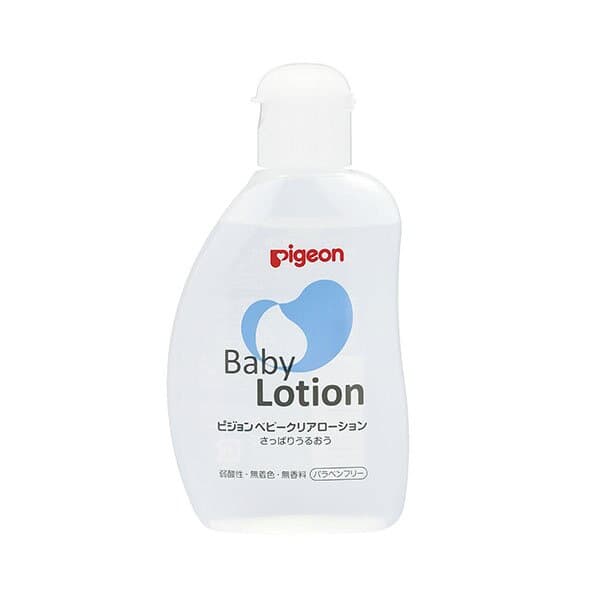 pigeon
Baby
Lotion
ピジョン ベビークリアローション
さっぱりうるおう
弱酸性・無着色・無香料 パラベンフリー